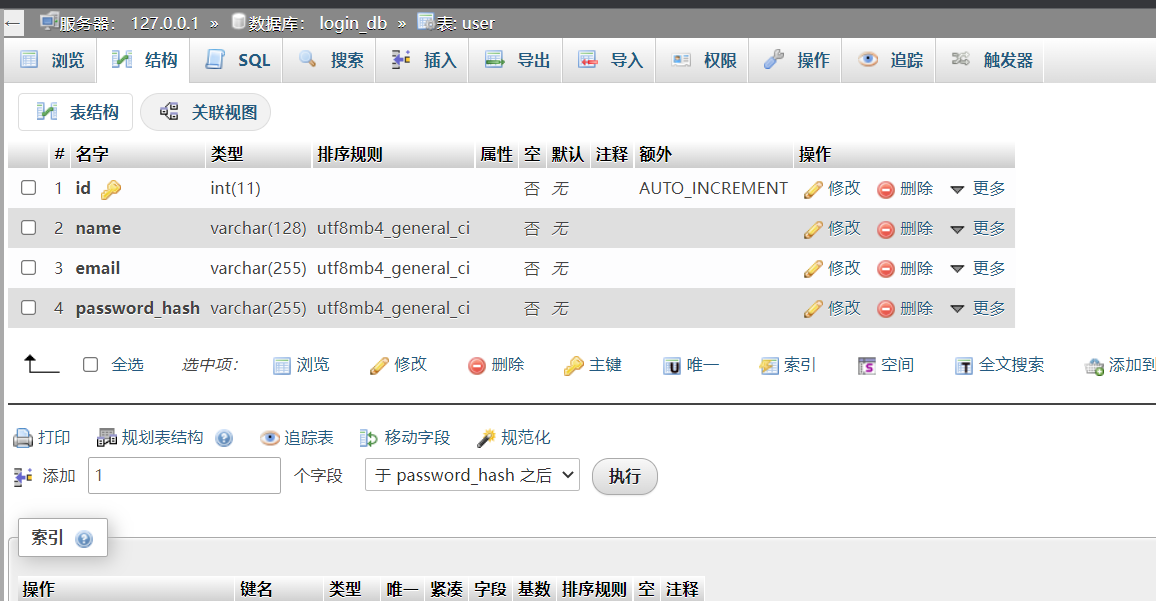 ← 服务器： 127.0.0.1 » 数据库： login_db » 表: user
浏览 结构 SQL 搜索 插入 导出 导入 权限 操作 追踪 触发器
表结构 关联视图
# 名字 类型 排序规则 属性 空 默认 注释 额外 操作
1 id int(11) 否 无 AUTO_INCREMENT 修改 删除 更多
2 name varchar(128) utf8mb4_general_ci 否 无 修改 删除 更多
3 email varchar(255) utf8mb4_general_ci 否 无 修改 删除 更多
4 password_hash varchar(255) utf8mb4_general_ci 否 无 修改 删除 更多
全选 选中项： 浏览 修改 删除 主键 唯一 索引 空间 全文搜索 添加到
打印 规划表结构 追踪表 移动字段 规范化
添加 1 个字段 于 password_hash 之后 执行
索引
操作 键名 类型 唯一 紧凑 字段 基数 排序规则 空 注释